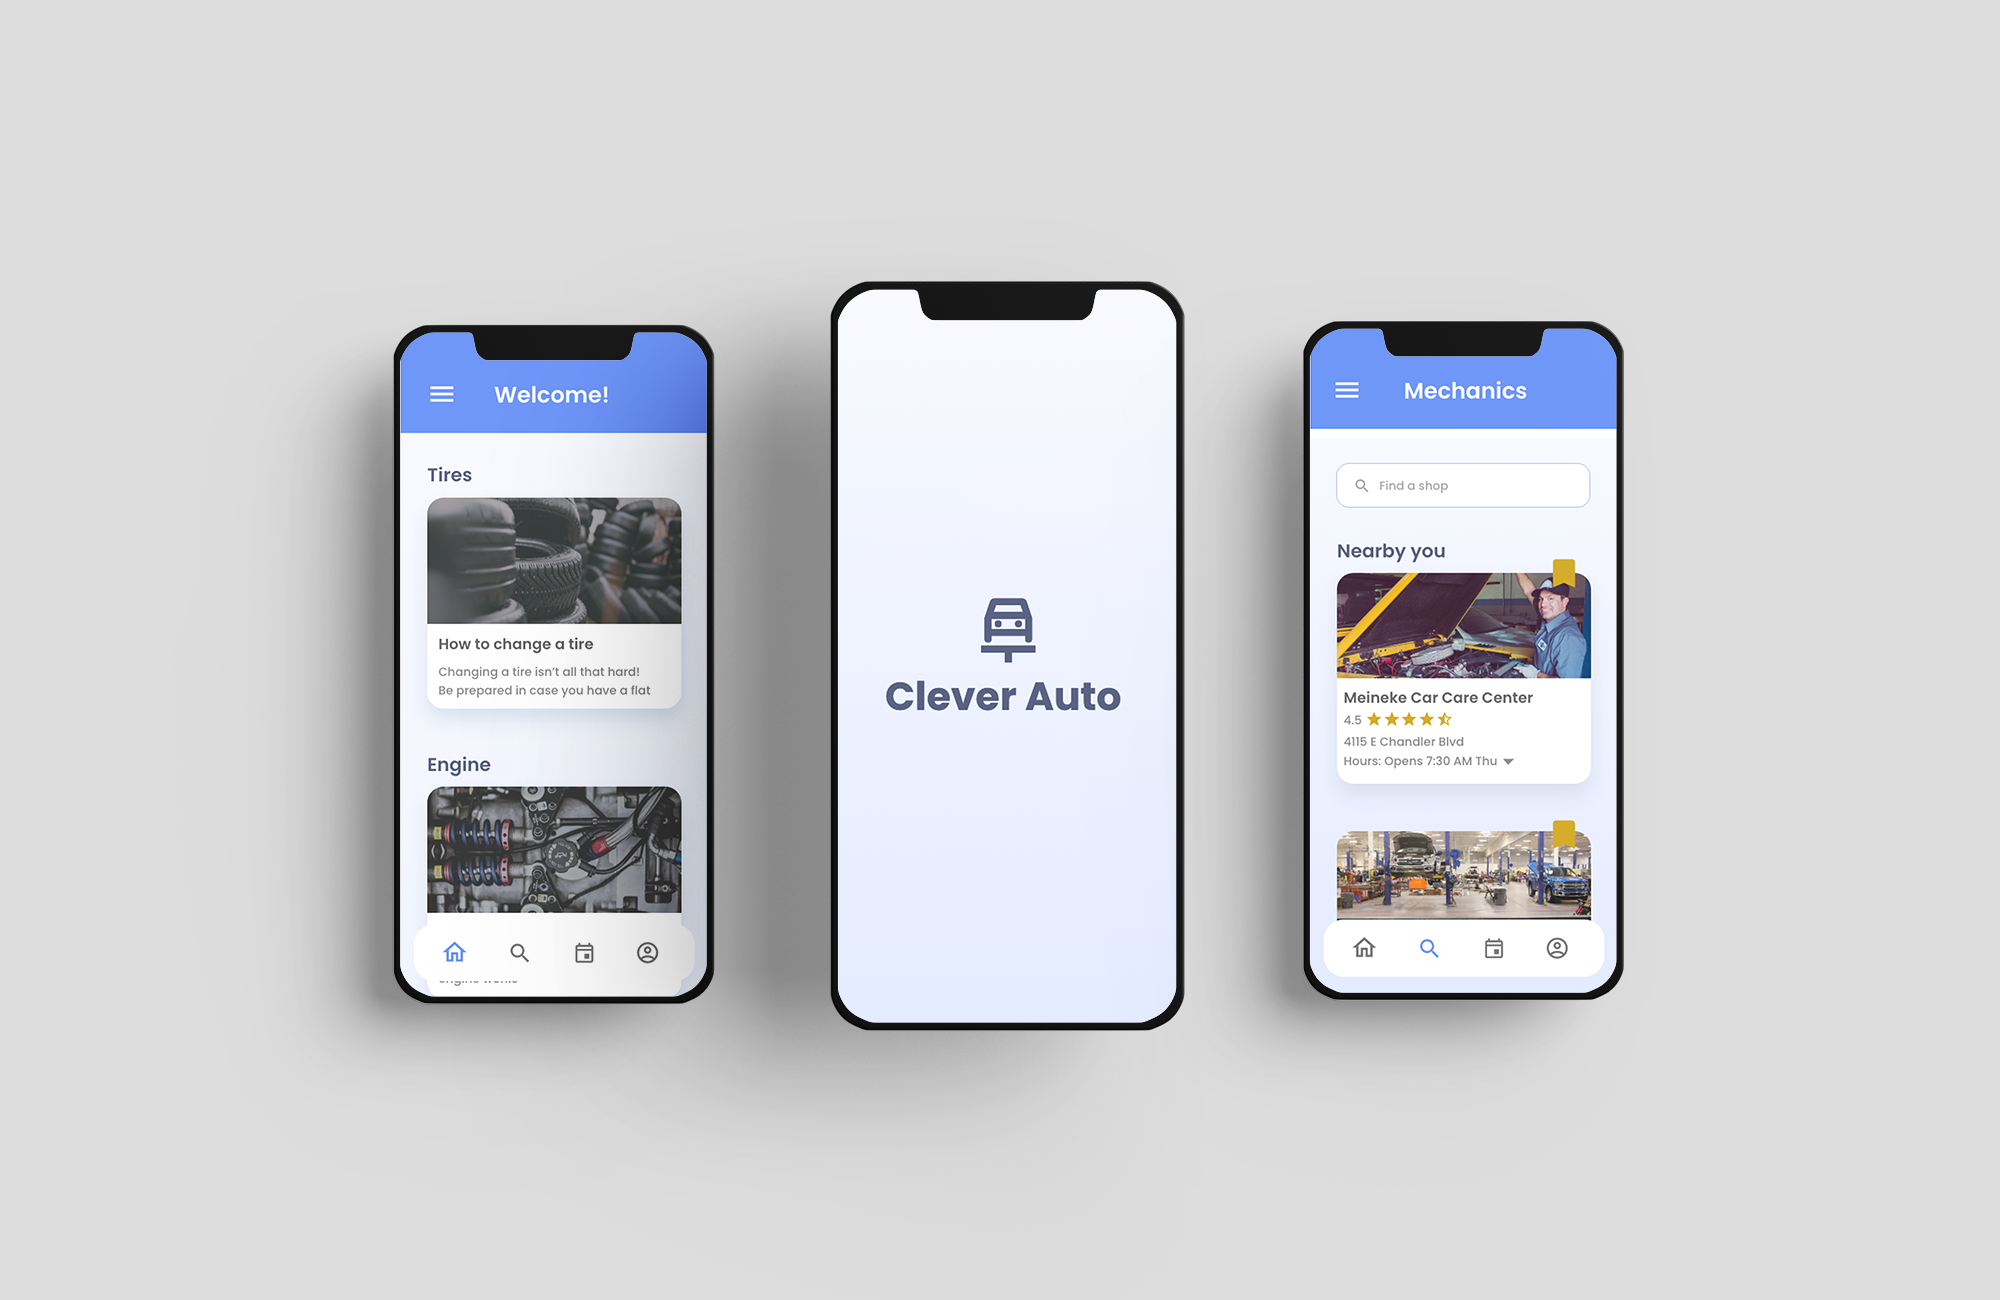 Welcome!
Tires
How to change a tire
Changing a tire isn't all that hard!
Be prepared in case you have a flat
Engine
engine works
Clever Auto
Mechanics
Find a shop
Nearby you
Meineke Car Care Center
4.5
4115 E Chandler Blvd
Hours: Opens 7:30 AM Thu